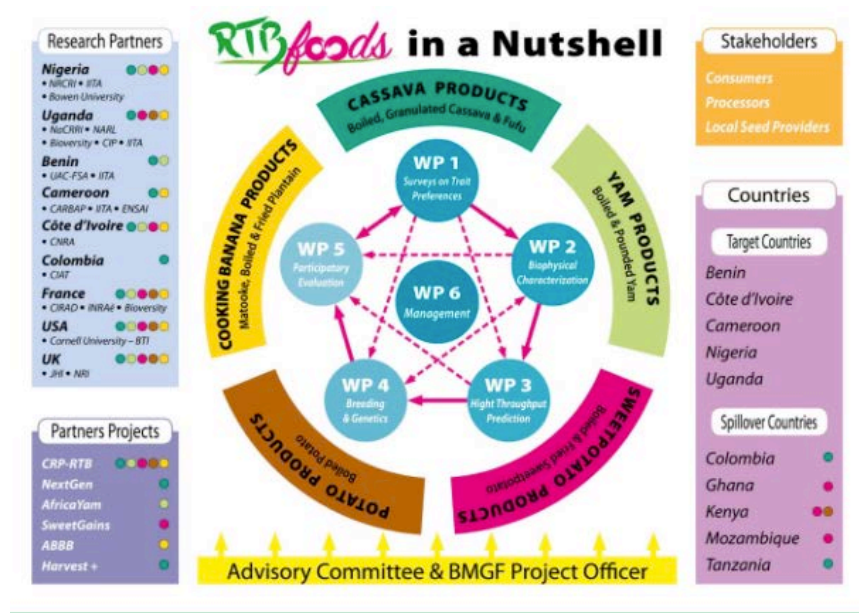 RTBfoods in a Nutshell
Research Partners
Nigeria
• NRCRI • IITA
• Bowen University
Uganda
• NaCRRI • NARL
• Bioversity • CIP • IITA
Benin
• UAC-FSA • IITA
Cameroon
• CARBAP • IITA • ENSAI
Côte d'Ivoire
• CNRA
Colombia
• CIAT
France
• CIRAD • INRAé • Bioversity
USA
• Cornell University – BTI
UK
• JHI • NRI
Partners Projects
CRP-RTB
NextGen
AfricaYam
SweetGains
ABBB
Harvest +
CASSAVA PRODUCTS
Boiled, Granulated Cassava & Fufu
YAM PRODUCTS
Boiled & Pounded Yam
SWEETPOTATO PRODUCTS
Boiled & Fried Sweetpotato
POTATO PRODUCTS
Boiled Potato
COOKING BANANA PRODUCTS
Matooke, Boiled & Fried Plantain
WP 1
Surveys on Trait
Preferences
WP 2
Biophysical
Characterization
WP 3
Hight Throughput
Prediction
WP 4
Breeding
& Genetics
WP 5
Participatory
Evaluation
WP 6
Management
Advisory Committee & BMGF Project Officer
Stakeholders
Consumers
Processors
Local Seed Providers
Countries
Target Countries
Benin
Côte d'Ivoire
Cameroon
Nigeria
Uganda
Spillover Countries
Colombia
Ghana
Kenya
Mozambique
Tanzania